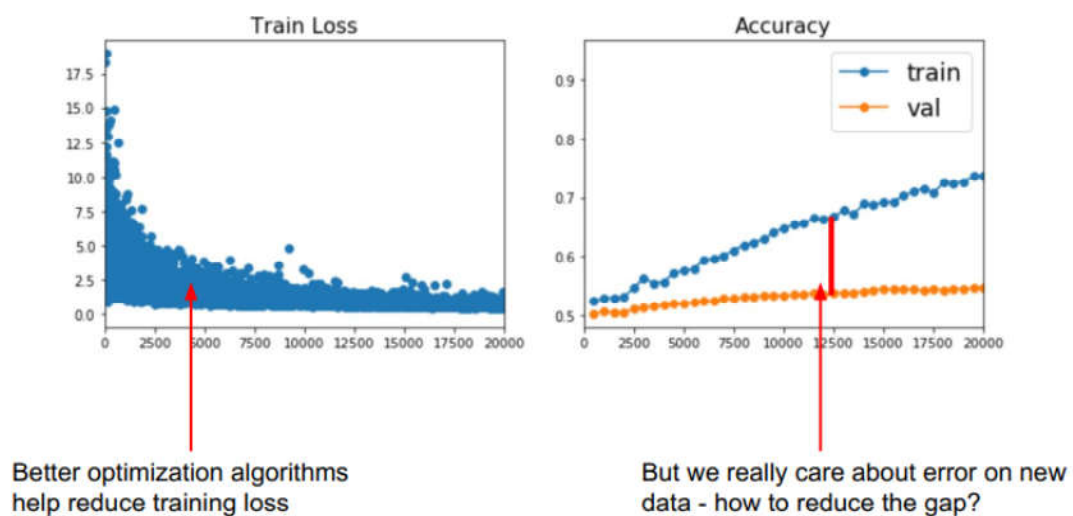 Train Loss
17.5
15.0
12.5
10.0
7.5
5.0
2.5
0.0
0 2500 5000 7500 10000 12500 15000 17500 20000
Accuracy
train
val
0.9
0.8
0.7
0.6
0.5
0 2500 5000 7500 10000 12500 15000 17500 20000
Better optimization algorithms
help reduce training loss
But we really care about error on new
data - how to reduce the gap?